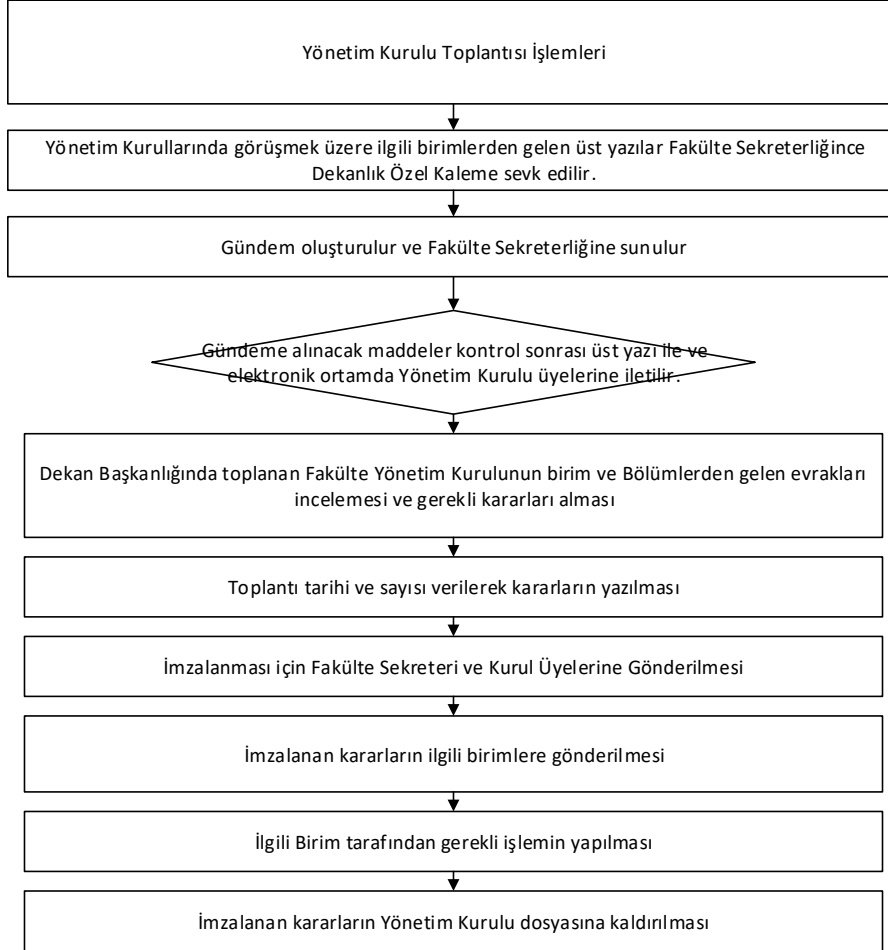 Yönetim Kurulu Toplantısı İşlemleri
Yönetim Kurullarında görüşmek üzere ilgili birimlerden gelen üst yazılar Fakülte Sekreterliğince
Dekanlık Özel Kaleme sevk edilir.
Gündem oluşturulur ve Fakülte Sekreterliğine sunulur
Gündeme alınacak maddeler kontrol sonrası üst yazı ile ve
elektronik ortamda Yönetim Kurulu üyelerine iletilir.
Dekan Başkanlığında toplanan Fakülte Yönetim Kurulunun birim ve Bölümlerden gelen evrakları
incelemesi ve gerekli kararları alması
Toplantı tarihi ve sayısı verilerek kararların yazılması
İmzalanması için Fakülte Sekreteri ve Kurul Üyelerine Gönderilmesi
İmzalanan kararların ilgili birimlere gönderilmesi
İlgili Birim tarafından gerekli işlemin yapılması
İmzalanan kararların Yönetim Kurulu dosyasına kaldırılması